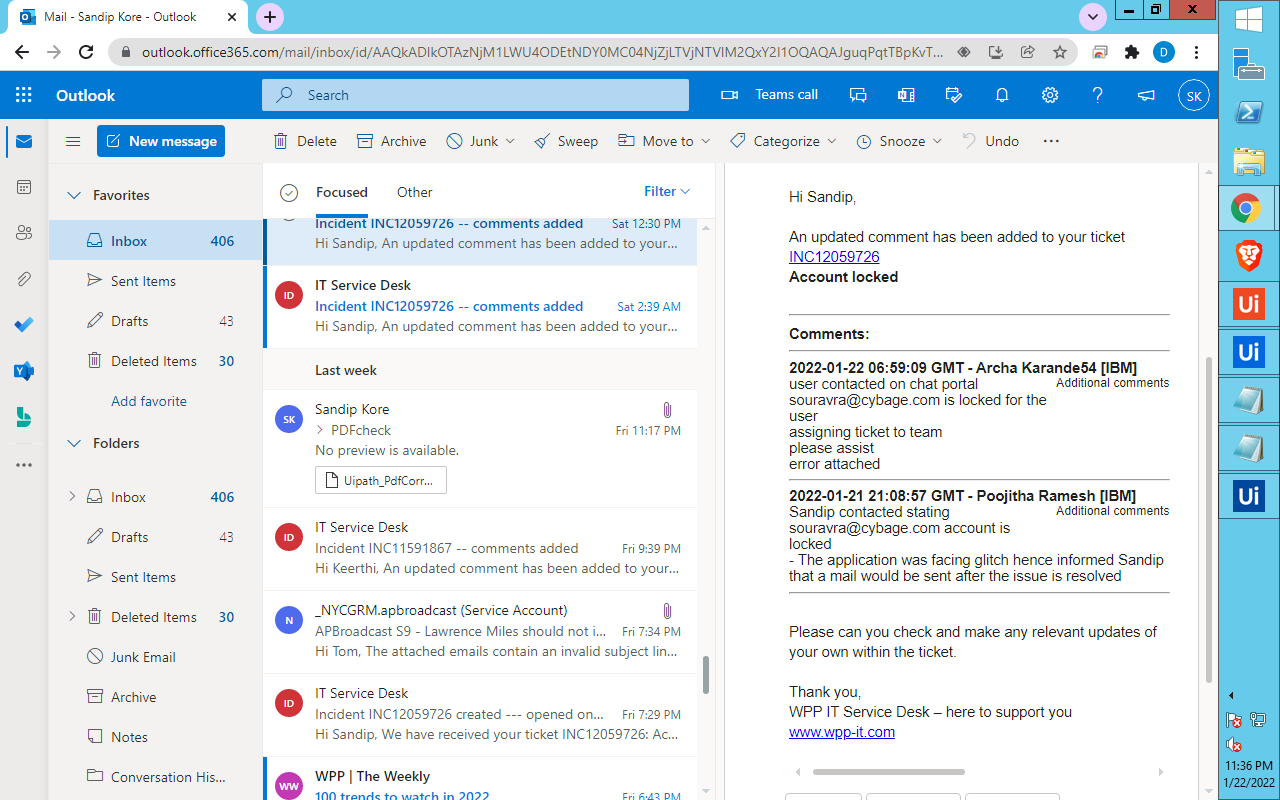 Mail - Sandip Kore - Outlook
outlook.office365.com/mail/inbox/id/AAQkADIkOTAzNjM1LWU4ODEtNDY0MC04NjZjLTVjNTVlM2QxY2I1OQAQAJguqPqtTBpKvT...
D
Outlook
Search
Teams call
SK
New message
Delete
Archive
Junk
Sweep
Move to
Categorize
Snooze
Undo
Favorites
Inbox 406
Sent Items
Drafts 43
Deleted Items 30
Add favorite
Folders
Inbox 406
Drafts 43
Sent Items
Deleted Items 30
Junk Email
Archive
Notes
Conversation His...
Focused
Other
Filter
Incident INC12059726 -- comments added Sat 12:30 PM
Hi Sandip, An updated comment has been added to your...
ID
IT Service Desk
Incident INC12059726 -- comments added Sat 2:39 AM
Hi Sandip, An updated comment has been added to your...
Last week
SK
Sandip Kore
PDFcheck Fri 11:17 PM
No preview is available.
Uipath_PdfCorr...
ID
IT Service Desk
Incident INC11591867 -- comments added Fri 9:39 PM
Hi Keerthi, An updated comment has been added to your...
N
_NYCGRM.apbroadcast (Service Account)
APBroadcast S9 - Lawrence Miles should not i... Fri 7:34 PM
Hi Tom, The attached emails contain an invalid subject lin...
ID
IT Service Desk
Incident INC12059726 created --- opened on... Fri 7:29 PM
Hi Sandip, We have received your ticket INC12059726: Ac...
WW
WPP | The Weekly
100 trends to watch in 2022 Fri 6:43 PM
Hi Sandip,
An updated comment has been added to your ticket
INC12059726
Account locked
Comments:
2022-01-22 06:59:09 GMT - Archa Karande54 [IBM]
user contacted on chat portal Additional comments
souravra@cybage.com is locked for the
user
assigning ticket to team
please assist
error attached
2022-01-21 21:08:57 GMT - Poojitha Ramesh [IBM]
Sandip contacted stating Additional comments
souravra@cybage.com account is
locked
- The application was facing glitch hence informed Sandip
that a mail would be sent after the issue is resolved
Please can you check and make any relevant updates of
your own within the ticket.
Thank you,
WPP IT Service Desk – here to support you
www.wpp-it.com
Ui
Ui
Ui
11:36 PM
1/22/2022